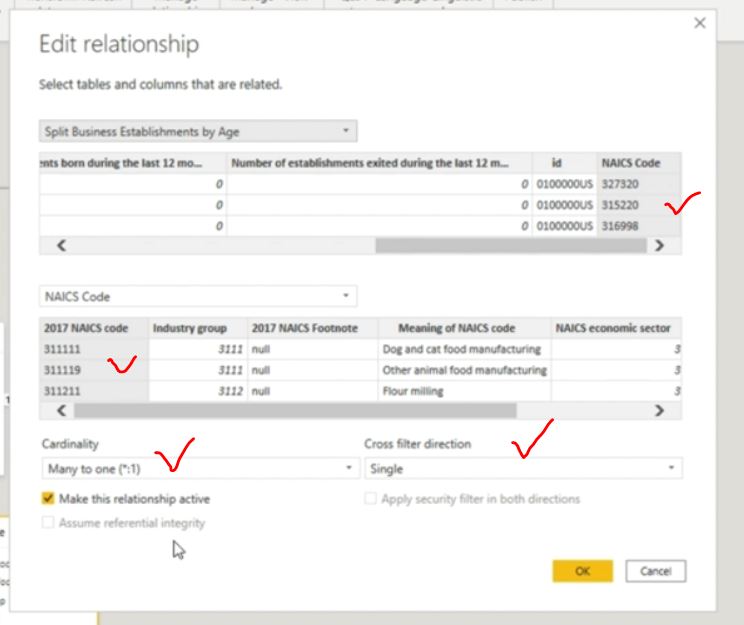 Edit relationship
Select tables and columns that are related.
Split Business Establishments by Age
ents born during the last 12 mo... Number of establishments exited during the last 12 m... id NAICS Code
0 0 0100000US 327320
0 0 0100000US 315220
0 0 0100000US 316998
NAICS Code
2017 NAICS code Industry group 2017 NAICS Footnote Meaning of NAICS code NAICS economic sector
311111 3111 null Dog and cat food manufacturing 3
311119 3111 null Other animal food manufacturing 3
311211 3112 null Flour milling 3
Cardinality Cross filter direction
Many to one (*:1) Single
Make this relationship active Apply security filter in both directions
Assume referential integrity
OK Cancel